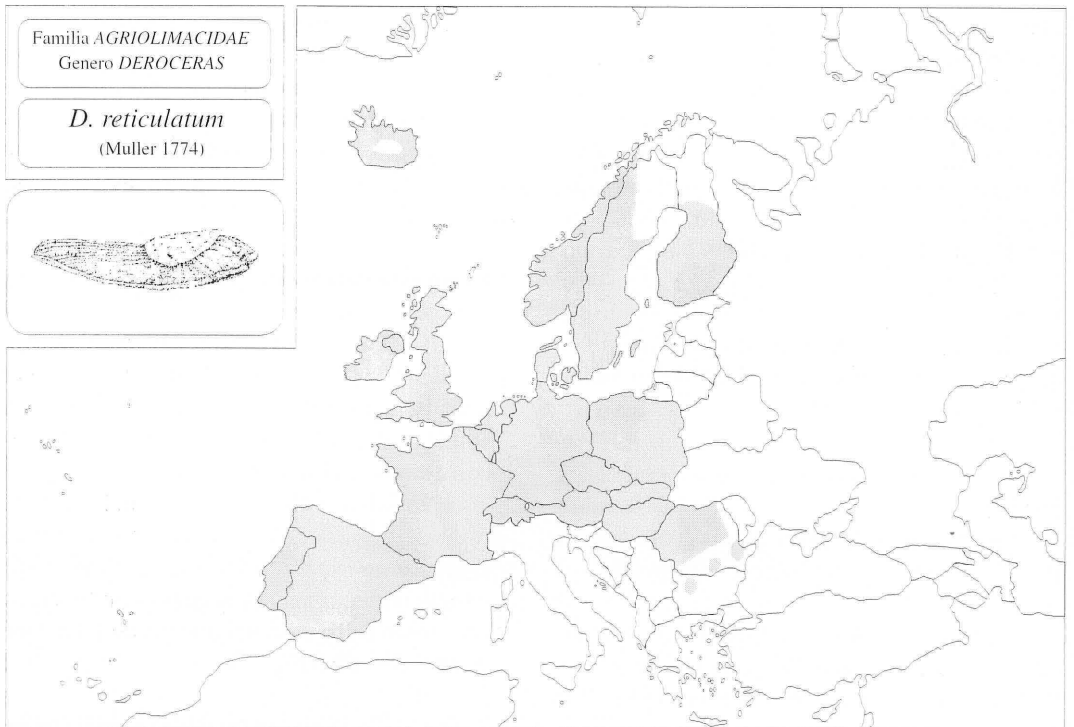 Familia AGRIOLIMACIDAE
Genero DEROCERAS
D. reticulatum
(Muller 1774)